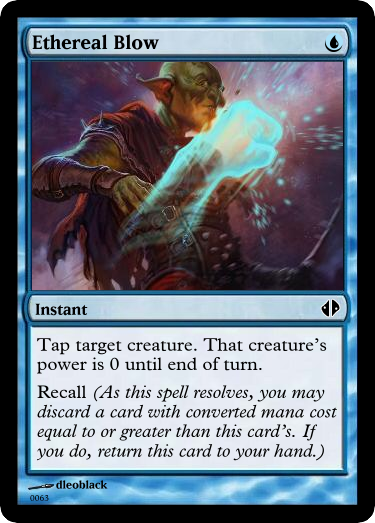 Ethereal Blow
Instant
Tap target creature. That creature's
power is 0 until end of turn.
Recall (As this spell resolves, you may
discard a card with converted mana cost
equal to or greater than this card's. If
you do, return this card to your hand.)
dleoblack
0063